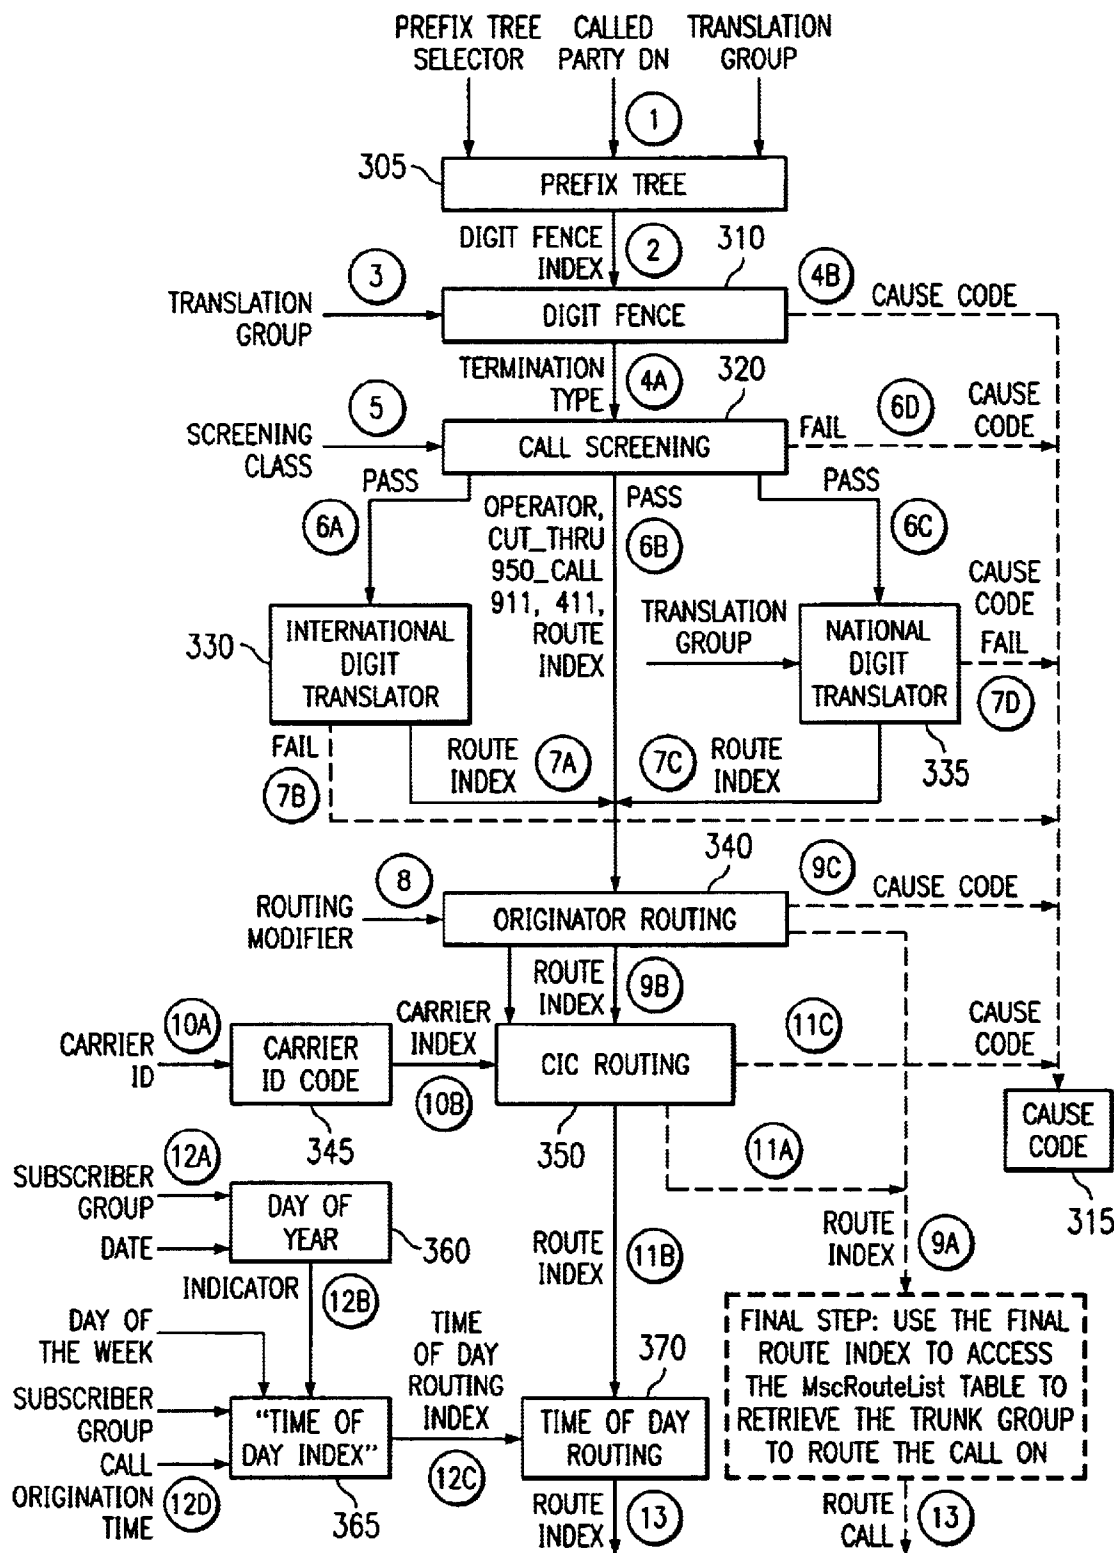 PREFIX TREE
SELECTOR
CALLED
PARTY DN
TRANSLATION
GROUP
1
305
PREFIX TREE
DIGIT FENCE
INDEX
2
310
3
4B
CAUSE CODE
TRANSLATION
GROUP
DIGIT FENCE
TERMINATION
TYPE
4A
320
5
6D
CAUSE
CODE
SCREENING
CLASS
CALL SCREENING
FAIL
PASS
6A
OPERATOR,
CUT_THRU
950_CALL
911, 411,
ROUTE
INDEX
PASS
6B
PASS
6C
CAUSE
CODE
330
INTERNATIONAL
DIGIT
TRANSLATOR
TRANSLATION
GROUP
NATIONAL
DIGIT
TRANSLATOR
FAIL
7D
FAIL
7B
ROUTE
INDEX
7A
7C
ROUTE
INDEX
335
340
8
9C
CAUSE CODE
ROUTING
MODIFIER
ORIGINATOR ROUTING
ROUTE
INDEX
9B
10A
CARRIER
ID
CARRIER
ID CODE
CARRIER
INDEX
10B
CIC ROUTING
11C
CAUSE
CODE
345
350
11A
CAUSE
CODE
315
12A
SUBSCRIBER
GROUP
DATE
DAY OF
YEAR
360
ROUTE
INDEX
11B
ROUTE
INDEX
9A
INDICATOR
12B
DAY OF
THE WEEK
TIME
OF DAY
ROUTING
INDEX
370
FINAL STEP: USE THE FINAL
ROUTE INDEX TO ACCESS
THE MscRouteList TABLE TO
RETRIEVE THE TRUNK GROUP
TO ROUTE THE CALL ON
SUBSCRIBER
GROUP
CALL
ORIGINATION
TIME
12D
"TIME OF
DAY INDEX"
365
12C
TIME OF DAY
ROUTING
ROUTE
INDEX
13
ROUTE
CALL
13